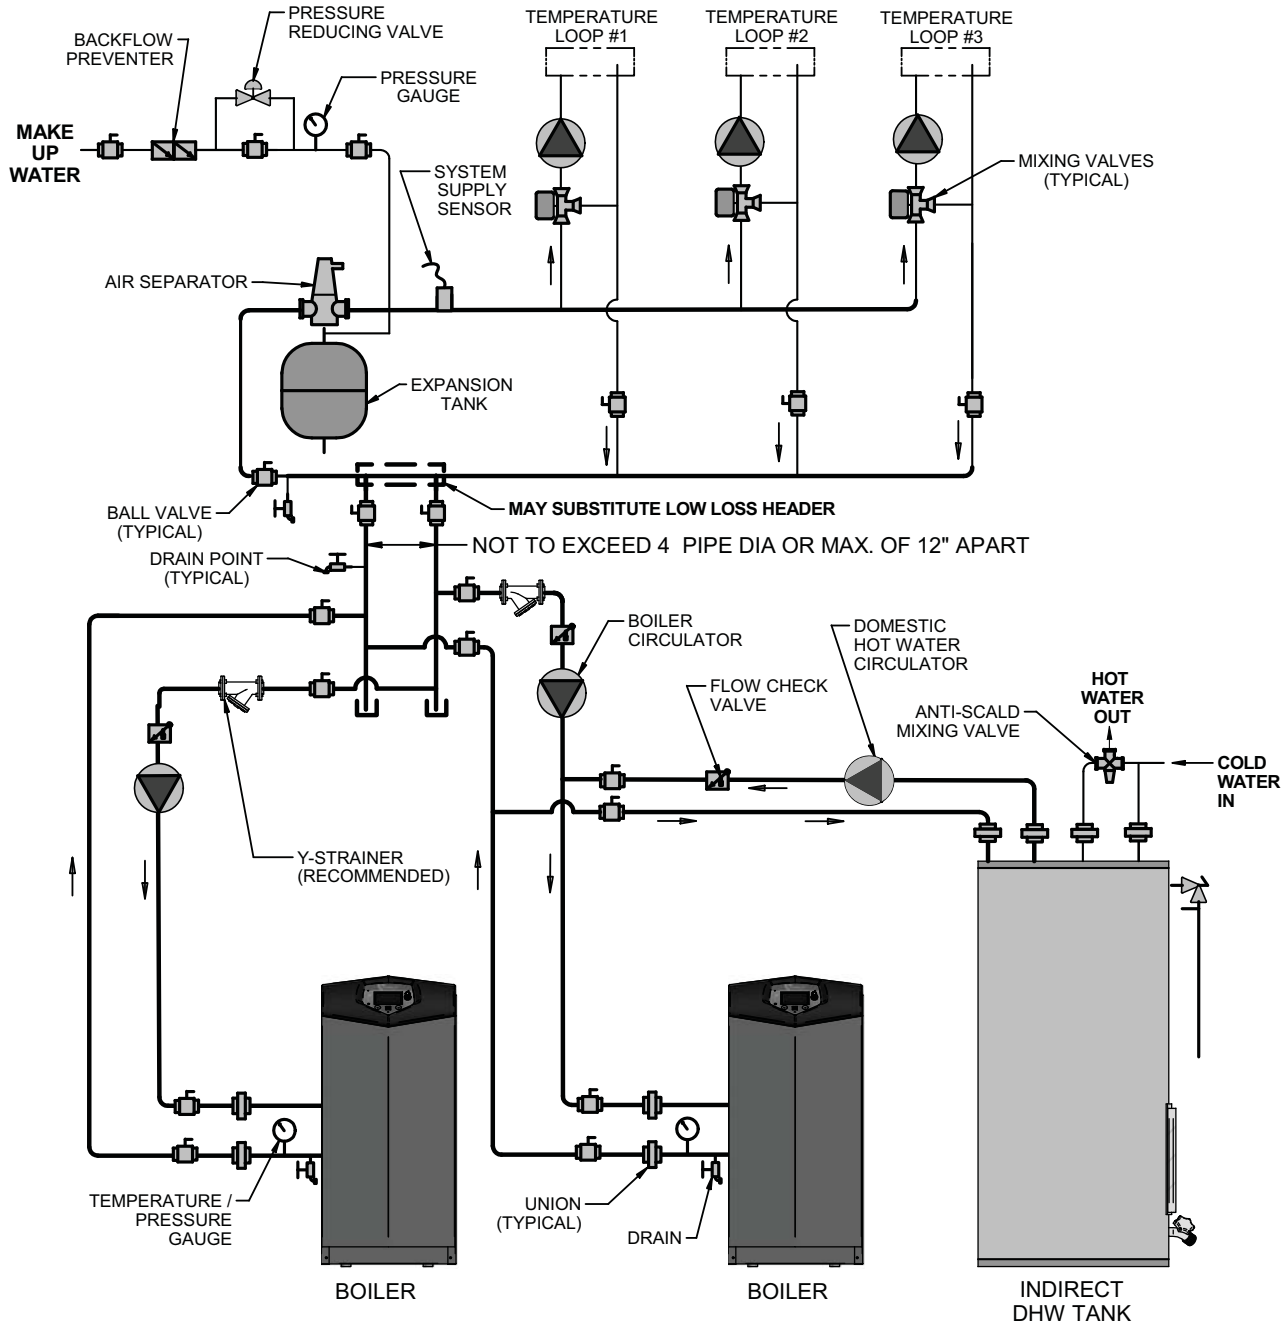 PRESSURE
REDUCING VALVE
BACKFLOW
PREVENTER
PRESSURE
GAUGE
MAKE
UP
WATER
TEMPERATURE
LOOP #1
TEMPERATURE
LOOP #2
TEMPERATURE
LOOP #3
SYSTEM
SUPPLY
SENSOR
MIXING VALVES
(TYPICAL)
AIR SEPARATOR
EXPANSION
TANK
BALL VALVE
(TYPICAL)
MAY SUBSTITUTE LOW LOSS HEADER
NOT TO EXCEED 4 PIPE DIA OR MAX. OF 12" APART
DRAIN POINT
(TYPICAL)
BOILER
CIRCULATOR
DOMESTIC
HOT WATER
CIRCULATOR
FLOW CHECK
VALVE
HOT
WATER
OUT
ANTI-SCALD
MIXING VALVE
COLD
WATER
IN
Y-STRAINER
(RECOMMENDED)
TEMPERATURE /
PRESSURE
GAUGE
UNION
(TYPICAL)
DRAIN
BOILER
BOILER
INDIRECT
DHW TANK